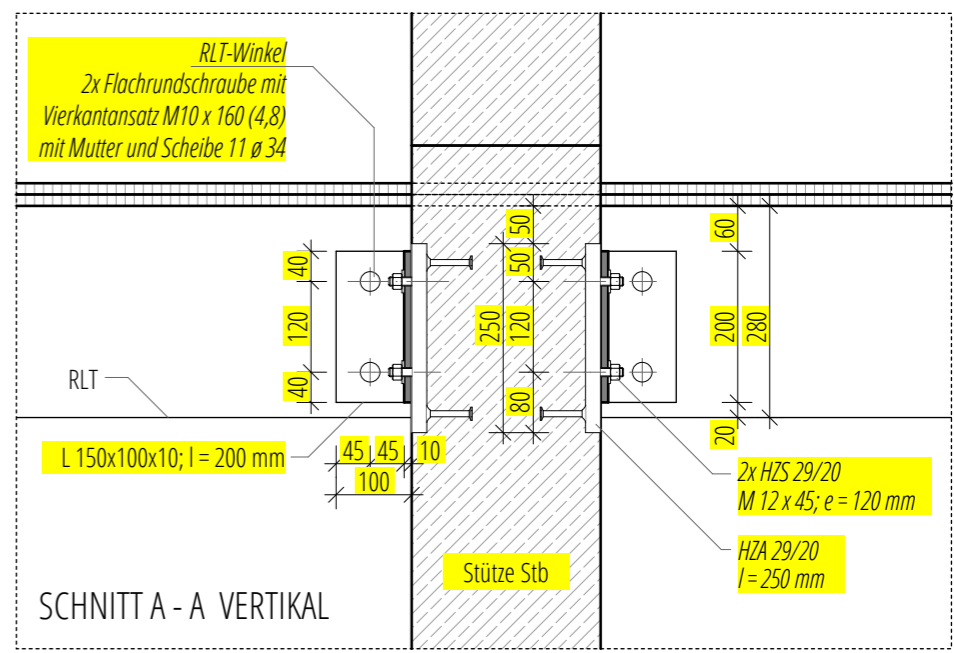 RLT-Winkel
2x Flachrundschraube mit
Vierkantansatz M10 x 160 (4,8)
mit Mutter und Scheibe 11 ø 34
40
120
40
50
50
250
120
80
60
200
280
20
RLT
L 150x100x10; l = 200 mm
45
45
10
100
2x HZS 29/20
M 12 x 45; e = 120 mm
HZA 29/20
l = 250 mm
Stütze Stb
SCHNITT A - A VERTIKAL